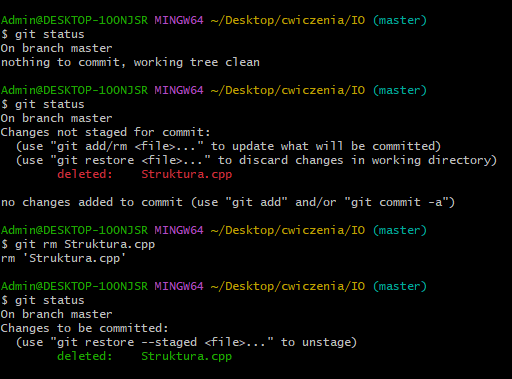 Admin@DESKTOP-1OONJSR MINGW64 ~/Desktop/cwiczenia/IO (master)
$ git status
On branch master
nothing to commit, working tree clean
Admin@DESKTOP-1OONJSR MINGW64 ~/Desktop/cwiczenia/IO (master)
$ git status
On branch master
Changes not staged for commit:
  (use "git add/rm <file>..." to update what will be committed)
  (use "git restore <file>..." to discard changes in working directory)
        deleted:    Struktura.cpp
no changes added to commit (use "git add" and/or "git commit -a")
Admin@DESKTOP-1OONJSR MINGW64 ~/Desktop/cwiczenia/IO (master)
$ git rm Struktura.cpp
rm 'Struktura.cpp'
Admin@DESKTOP-1OONJSR MINGW64 ~/Desktop/cwiczenia/IO (master)
$ git status
On branch master
Changes to be committed:
  (use "git restore --staged <file>..." to unstage)
        deleted:    Struktura.cpp